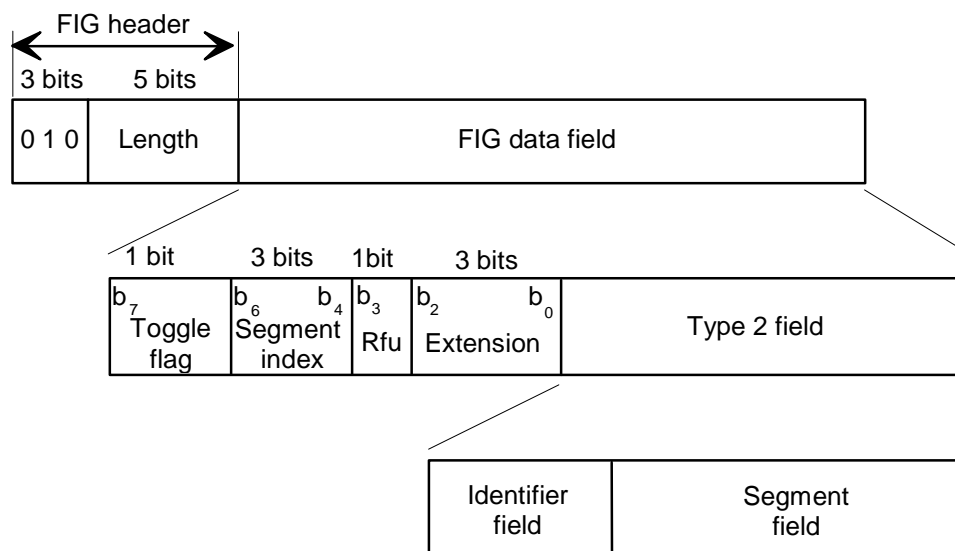 FIG header
3 bits 5 bits
0 1 0 Length FIG data field
1 bit 3 bits 1bit 3 bits
b7 b6 b4 b3 b2 b0
Toggle flag Segment index Rfu Extension Type 2 field
Identifier field Segment field